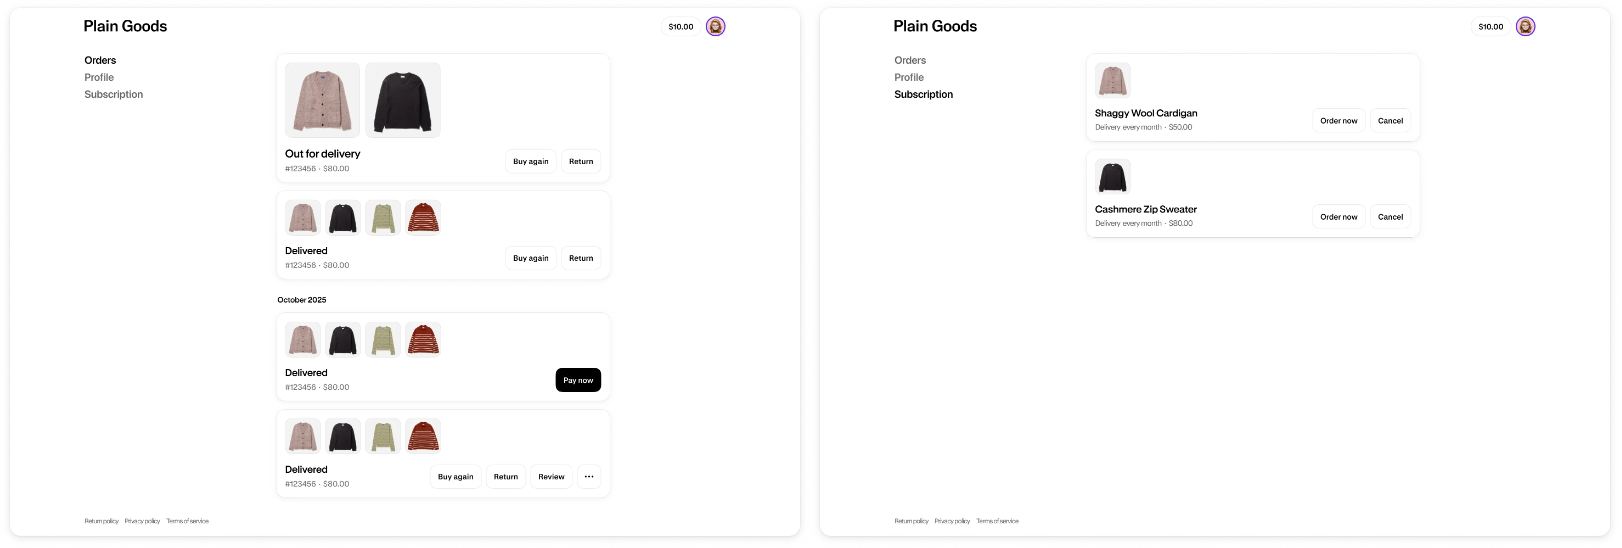 Plain Goods
$10.00
Orders
Profile
Subscription
Out for delivery
#123456 · $80.00
Buy again
Return
Delivered
#123456 · $80.00
Buy again
Return
October 2025
Delivered
#123456 · $80.00
Pay now
Delivered
#123456 · $80.00
Buy again
Return
Review
Return policy
Privacy policy
Terms of service
Plain Goods
$10.00
Orders
Profile
Subscription
Shaggy Wool Cardigan
Delivery every month · $50.00
Order now
Cancel
Cashmere Zip Sweater
Delivery every month · $80.00
Order now
Cancel
Return policy
Privacy policy
Terms of service